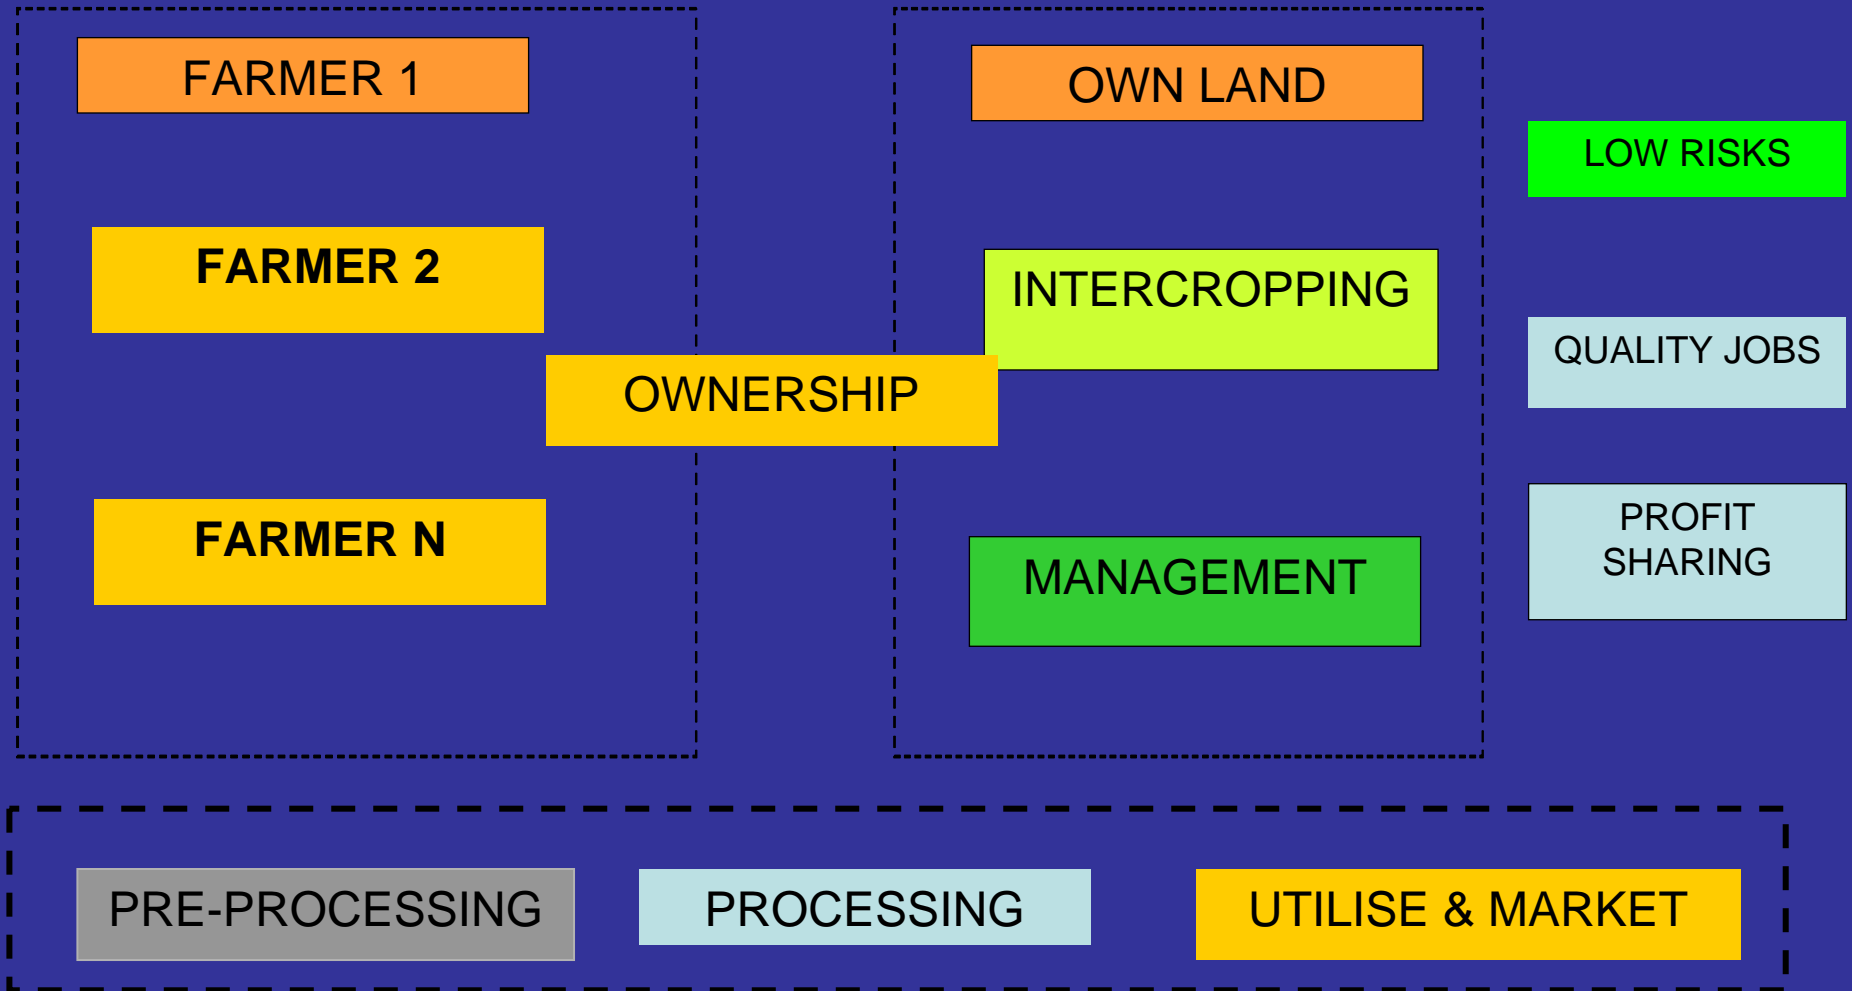 FARMER 1
FARMER 2
FARMER N
OWNERSHIP
OWN LAND
INTERCROPPING
MANAGEMENT
LOW RISKS
QUALITY JOBS
PROFIT
SHARING
PRE-PROCESSING
PROCESSING
UTILISE & MARKET